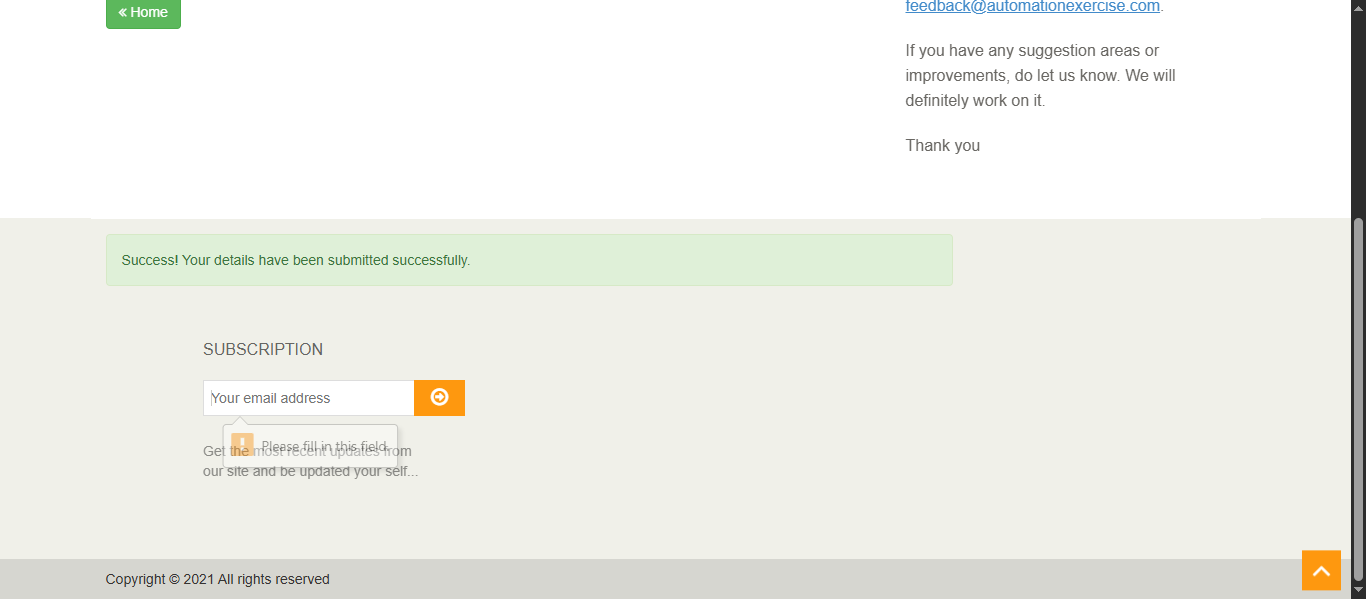 « Home
feedback@automationexercise.com.
If you have any suggestion areas or
improvements, do let us know. We will
definitely work on it.
Thank you
Success! Your details have been submitted successfully.
SUBSCRIPTION
Your email address
Please fill in this field.
Get the most recent updates from
our site and be updated your self...
Copyright © 2021 All rights reserved